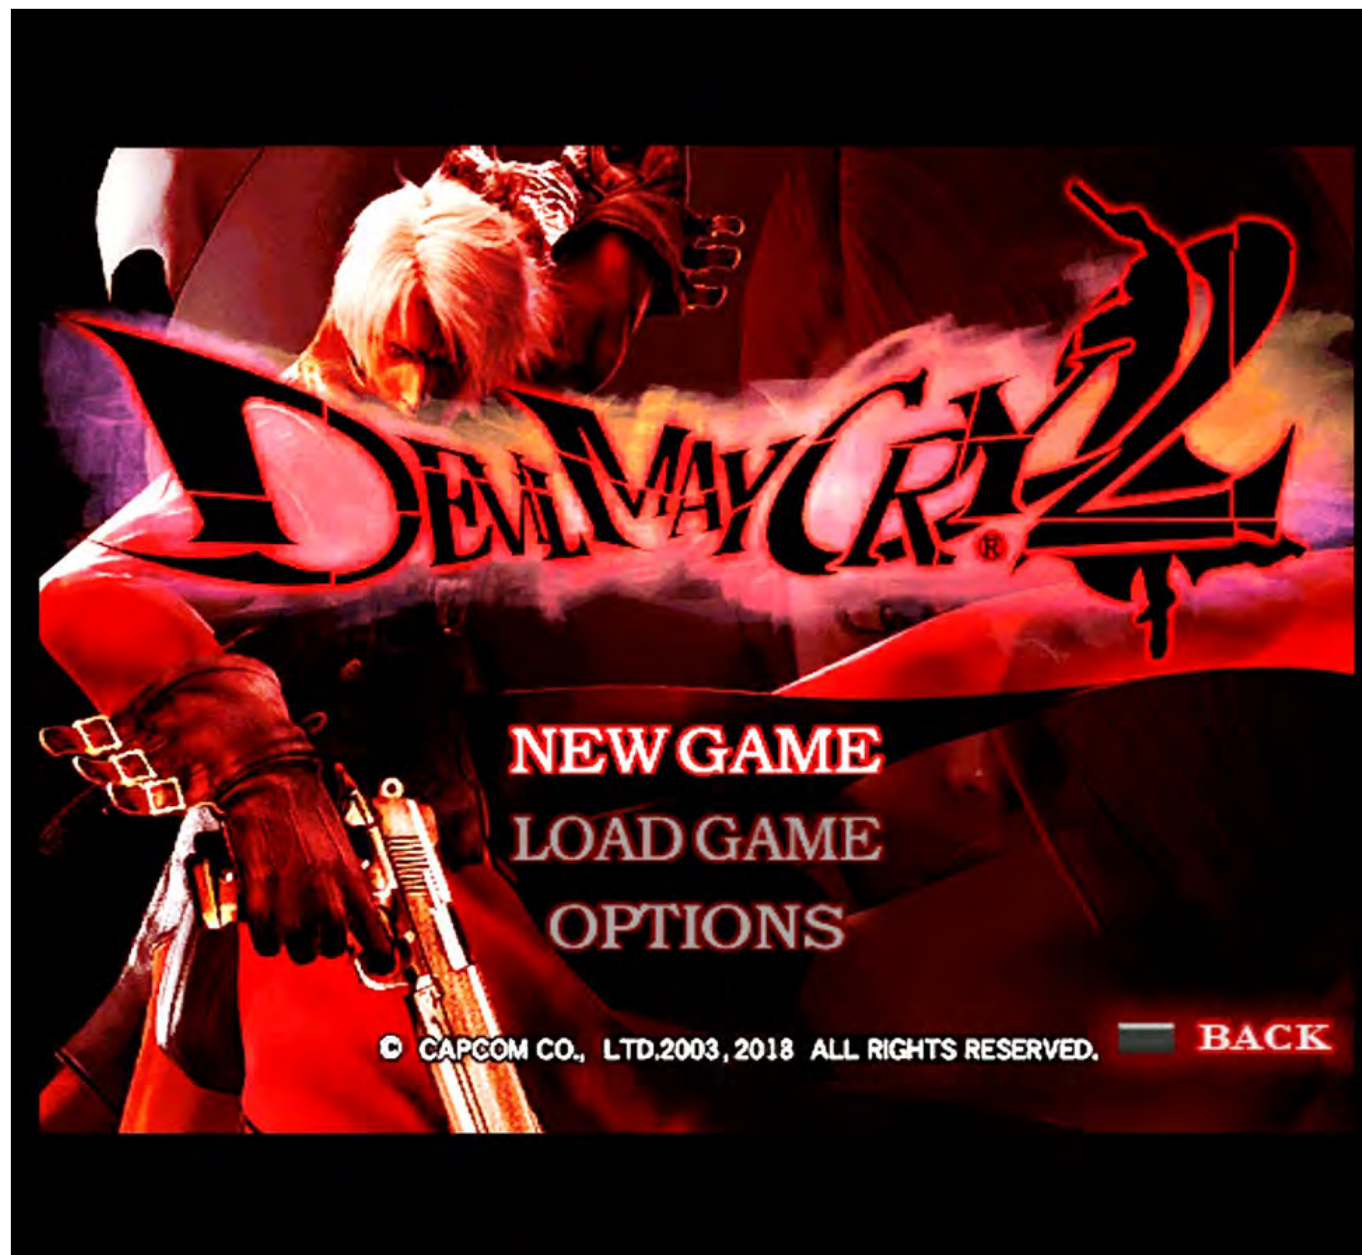 DEVIL MAY CRY 2
®
NEW GAME
LOAD GAME
OPTIONS
© CAPCOM CO., LTD.2003, 2018 ALL RIGHTS RESERVED.
BACK